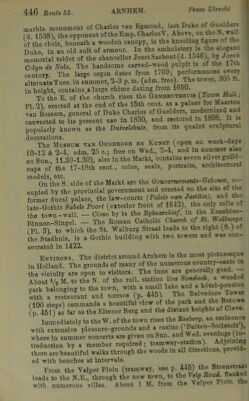 446 Route 55. ARNHEM. From Utrecht
marble monument of Charles van Egmond, last Duke of Guelders
(d. 1538), the opponent of the Emp. Charles V. Above, on the N. wall
of the choir, beneath a wooden canopy, is the kneeling figure of the
Duke, in an old suit of armour. In the ambulatory is the elegant
memorial tablet of the chancellor Joost Sasbout (d. 1546), by Jacob
Colyn de Nole. The handsome carved-wood pulpit is of the 17th
century. The large organ dates from 1769; performances every
alternate Tues. in summer, 2-3 p.m. (adm. free). The tower, 305 ft.
in height, contains a large chime dating from 1650.
To the E. of the church rises the GEMEENTEHUIS (Town Hall;
Pl. 2), erected at the end of the 15th cent. as a palace for Maarten
van Rossem, general of Duke Charles of Guelders, modernized and
converted to its present use in 1830, and restored in 1898. It is
popularly known as the Duivelshuis, from its quaint sculptured
decorations.
The MUSEUM VAN OUDHEDEN EN KUNST (open on week-days
10-12 & 2-4, adm. 20 c.; free on Wed., 2-4, and in summer also
on Sun., 11.30-1.30), also in the Markt, contains seven silver guild-
cups of the 17-18th cent., coins, seals, portraits, architectural
models, etc.
On the S. side of the Markt are the Gouvernements-Gebouw, oc-
cupied by the provincial government and erected on the site of the
former ducal palace, the law-courts (Paleis van Justitie), and the
late-Gothic Sabels Poort (exterior front of 1642), the only relic of
the town-wall. — Close by is the Rijksarchief, in the Eusebius-
Binnen-Singel. — The Roman Catholic Church of St. Walburga
(Pl. 3), to which the St. Walburg Straat leads to the right (S.) of
the Stadhuis, is a Gothic building with two towers and was con-
secrated in 1422.
ENVIRONS. The district around Arnhem is the most picturesque
in Holland. The grounds of many of the numerous country-seats in
the vicinity are open to visitors. The inns are generally good. —
About 1/2 M. to the N. of the rail. station lies Sonsbeek, a wooded
park belonging to the town, with a small lake and a hôtel-pension
with a restaurant and terrace (p. 445). The Belvedere Tower
(100 steps) commands a beautiful view of the park and the Betuwe
(p. 451) as far as the Eltener Berg and the distant heights of Cleve.
Immediately to the W. of the town rises the Reeberg, an eminence
with extensive pleasure-grounds and a casino ('Buiten-Societeit'),
where in summer concerts are given on Sun. and Wed. evenings (in-
troduction by a member required; tramway-station). Adjoining
there are beautiful walks through the woods in all directions, provid-
ed with benches at intervals.
From the Velper Plein (tramway, see p. 445) the Steenstraat
leads to the N.E., through the new town, to the Velp Road, flanked
with numerous villas. About 1 M. from the Velper Plein the